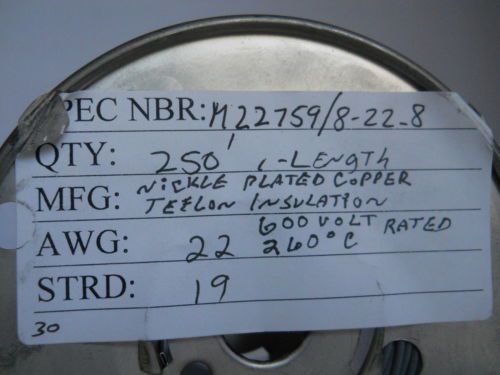 SPEC NBR: M22759/8-22-8
QTY: 250' 1-LENGTH
MFG: NICKLE PLATED COPPER
TEFLON INSULATION
600 VOLT RATED
AWG: 22 260°C
STRD: 19
30